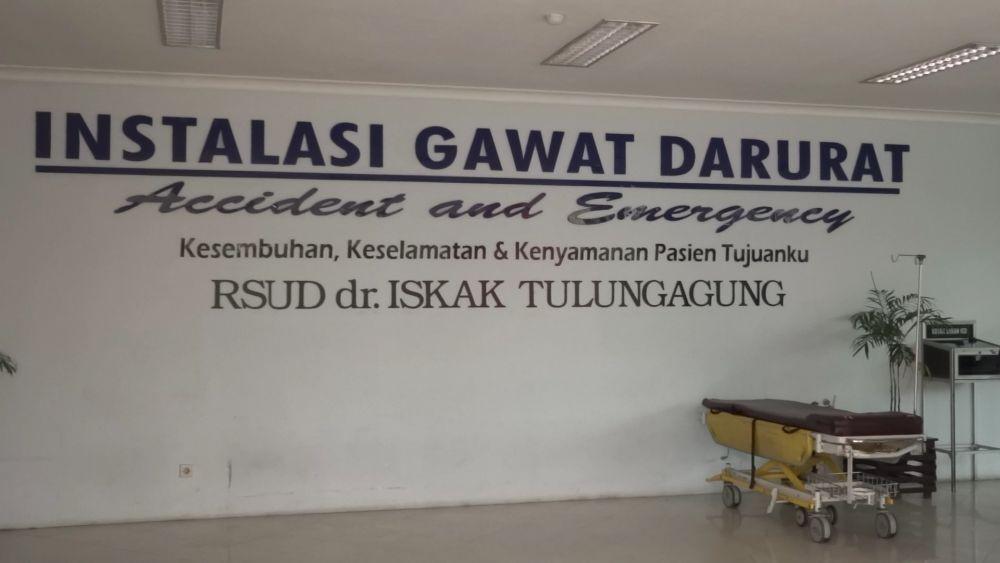 INSTALASI GAWAT DARURAT
Accident and Emergency
Kesembuhan, Keselamatan & Kenyamanan Pasien Tujuanku
RSUD dr. ISKAK TULUNGAGUNG